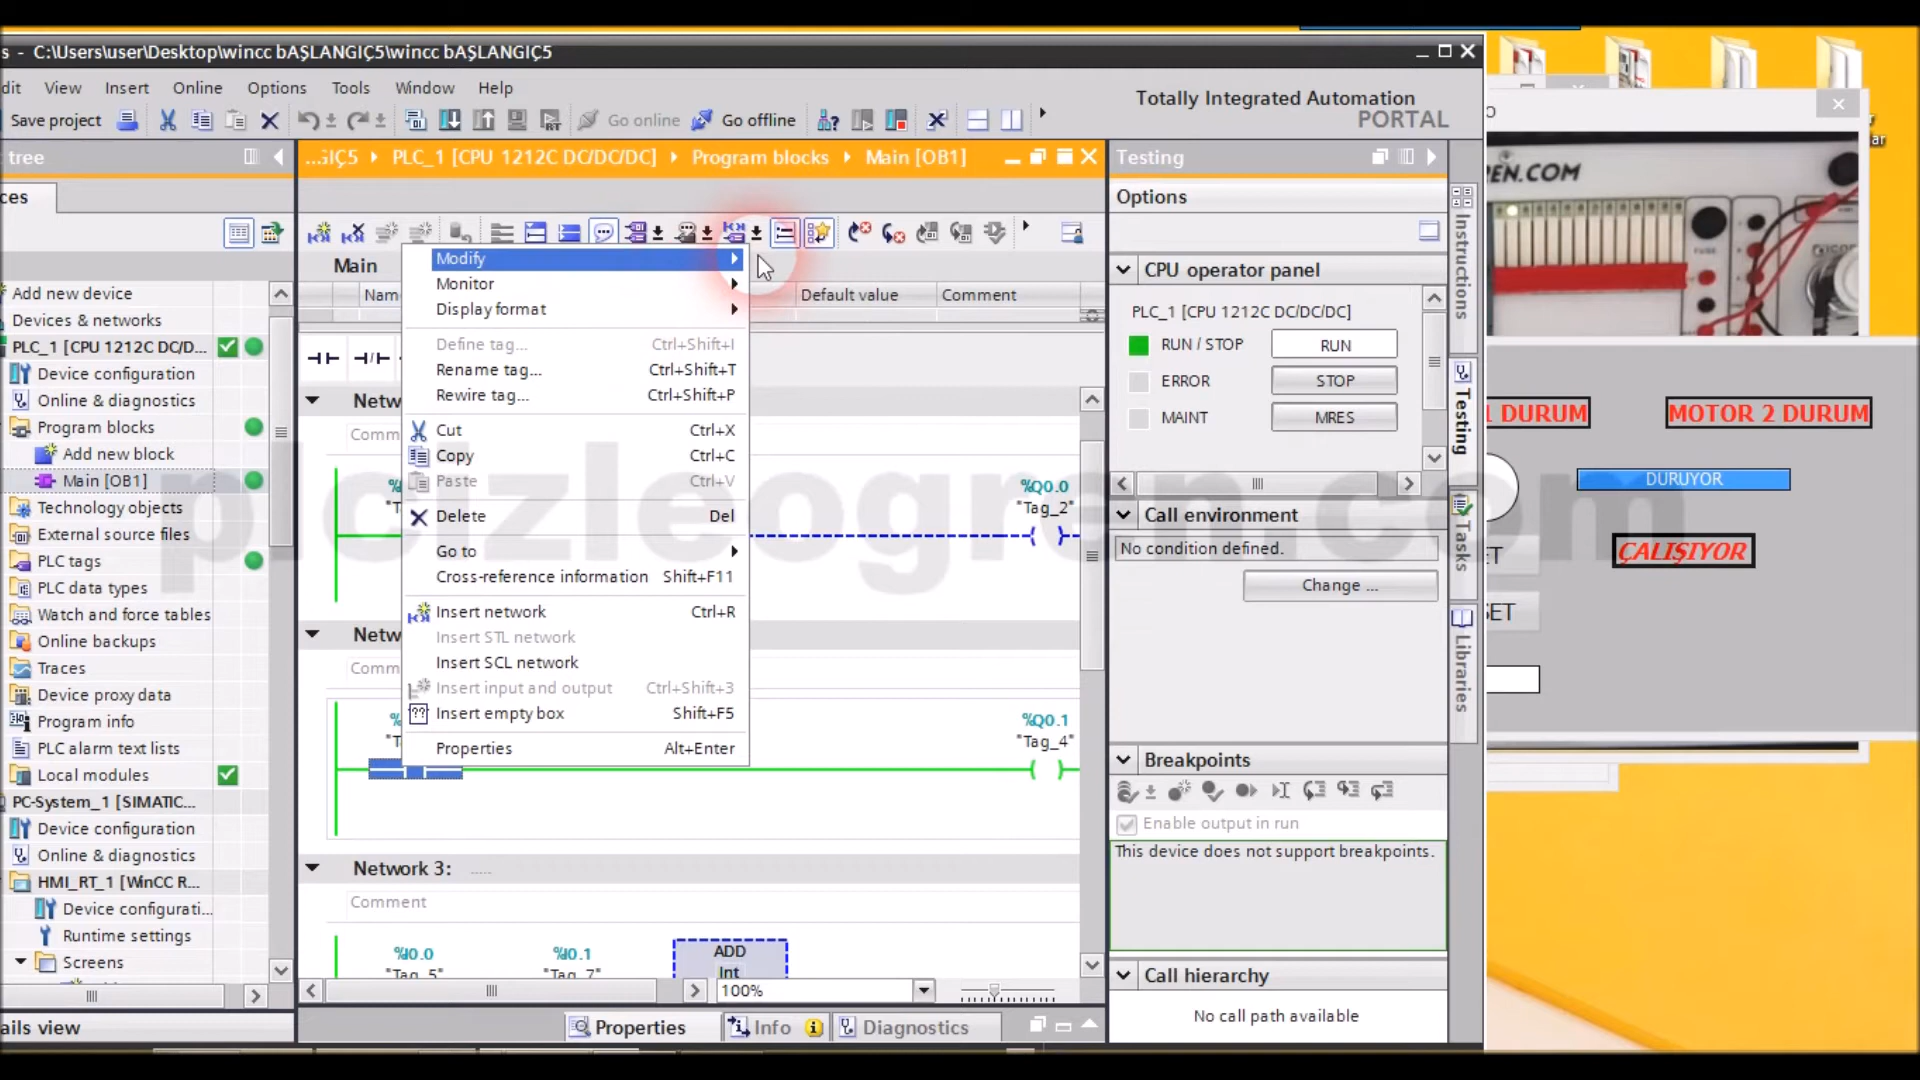 s - C:\Users\user\Desktop\wincc bAŞLANGIÇ5\wincc bAŞLANGIÇ5
dit View Insert Online Options Tools Window Help
Totally Integrated Automation
PORTAL
Save project Go online Go offline
tree
...GIÇ5 PLC_1 [CPU 1212C DC/DC/DC] Program blocks Main [OB1]
Testing
ces
Options
Main
Nam Default value Comment
Add new device
Devices & networks
PLC_1 [CPU 1212C DC/D...
Device configuration
Online & diagnostics
Program blocks
Add new block
Main [OB1]
Technology objects
External source files
PLC tags
PLC data types
Watch and force tables
Online backups
Traces
Device proxy data
Program info
PLC alarm text lists
Local modules
PC-System_1 [SIMATIC...
Device configuration
Online & diagnostics
HMI_RT_1 [WinCC R...
Device configurati...
Runtime settings
Screens
ails view
Modify
Monitor
Display format
Define tag... Ctrl+Shift+I
Rename tag... Ctrl+Shift+T
Rewire tag... Ctrl+Shift+P
Cut Ctrl+X
Copy Ctrl+C
Paste Ctrl+V
Delete Del
Go to
Cross-reference information Shift+F11
Insert network Ctrl+R
Insert STL network
Insert SCL network
Insert input and output Ctrl+Shift+3
?? Insert empty box Shift+F5
Properties Alt+Enter
Netw
Comm
%Q0.0
"Tag_2"
Netw
Comm
%Q0.1
"Tag_4"
Network 3: .....
Comment
%I0.0 %I0.1 ADD
"Tag_5" "Tag_7" Int
100%
Properties Info Diagnostics
CPU operator panel
PLC_1 [CPU 1212C DC/DC/DC]
RUN / STOP RUN
ERROR STOP
MAINT MRES
Call environment
No condition defined.
Change ...
Breakpoints
Enable output in run
This device does not support breakpoints.
Call hierarchy
No call path available
Instructions
Testing
Tasks
Libraries
REN.COM
1 DURUM MOTOR 2 DURUM
DURUYOR
ÇALIŞIYOR
ET
SET
plcizleogren.com